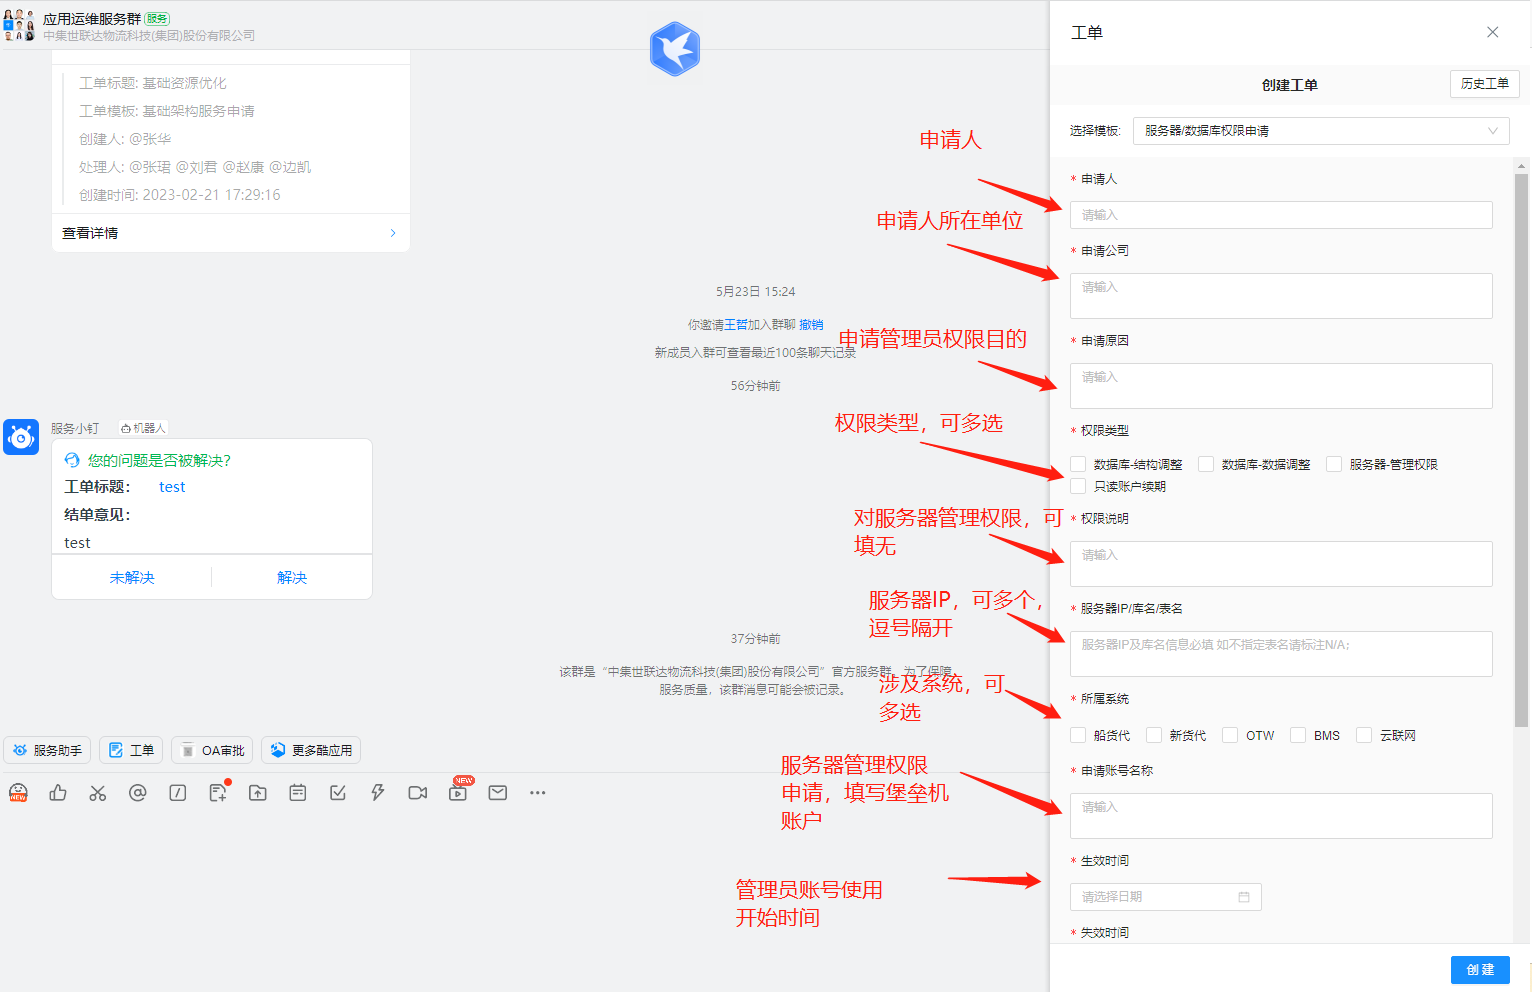 应用运维服务群 服务
中集世联达物流科技(集团)股份有限公司
工单标题: 基础资源优化
工单模板: 基础架构服务申请
创建人: @张华
处理人: @张珺 @刘君 @赵康 @边凯
创建时间: 2023-02-21 17:29:16
查看详情
5月23日 15:24
你邀请王哲加入群聊 撤销
新成员入群可查看最近100条聊天记录
56分钟前
服务小钉 机器人
您的问题是否被解决?
工单标题: test
结单意见:
test
未解决 解决
37分钟前
该群是“中集世联达物流科技(集团)股份有限公司”官方服务群，为了保障
服务质量，该群消息可能会被记录。
服务助手 工单 OA审批 更多酷应用
NEW
NEW
申请人
申请人所在单位
申请管理员权限目的
权限类型，可多选
对服务器管理权限，可
填无
服务器IP，可多个，
逗号隔开
涉及系统，可
多选
服务器管理权限
申请，填写堡垒机
账户
管理员账号使用
开始时间
工单
创建工单 历史工单
选择模板: 服务器/数据库权限申请
* 申请人
请输入
* 申请公司
请输入
* 申请原因
请输入
* 权限类型
数据库-结构调整 数据库-数据调整 服务器-管理权限
只读账户续期
* 权限说明
请输入
* 服务器IP/库名/表名
服务器IP及库名信息必填 如不指定表名请标注N/A;
* 所属系统
船货代 新货代 OTW BMS 云联网
* 申请账号名称
请输入
* 生效时间
请选择日期
* 失效时间
创 建